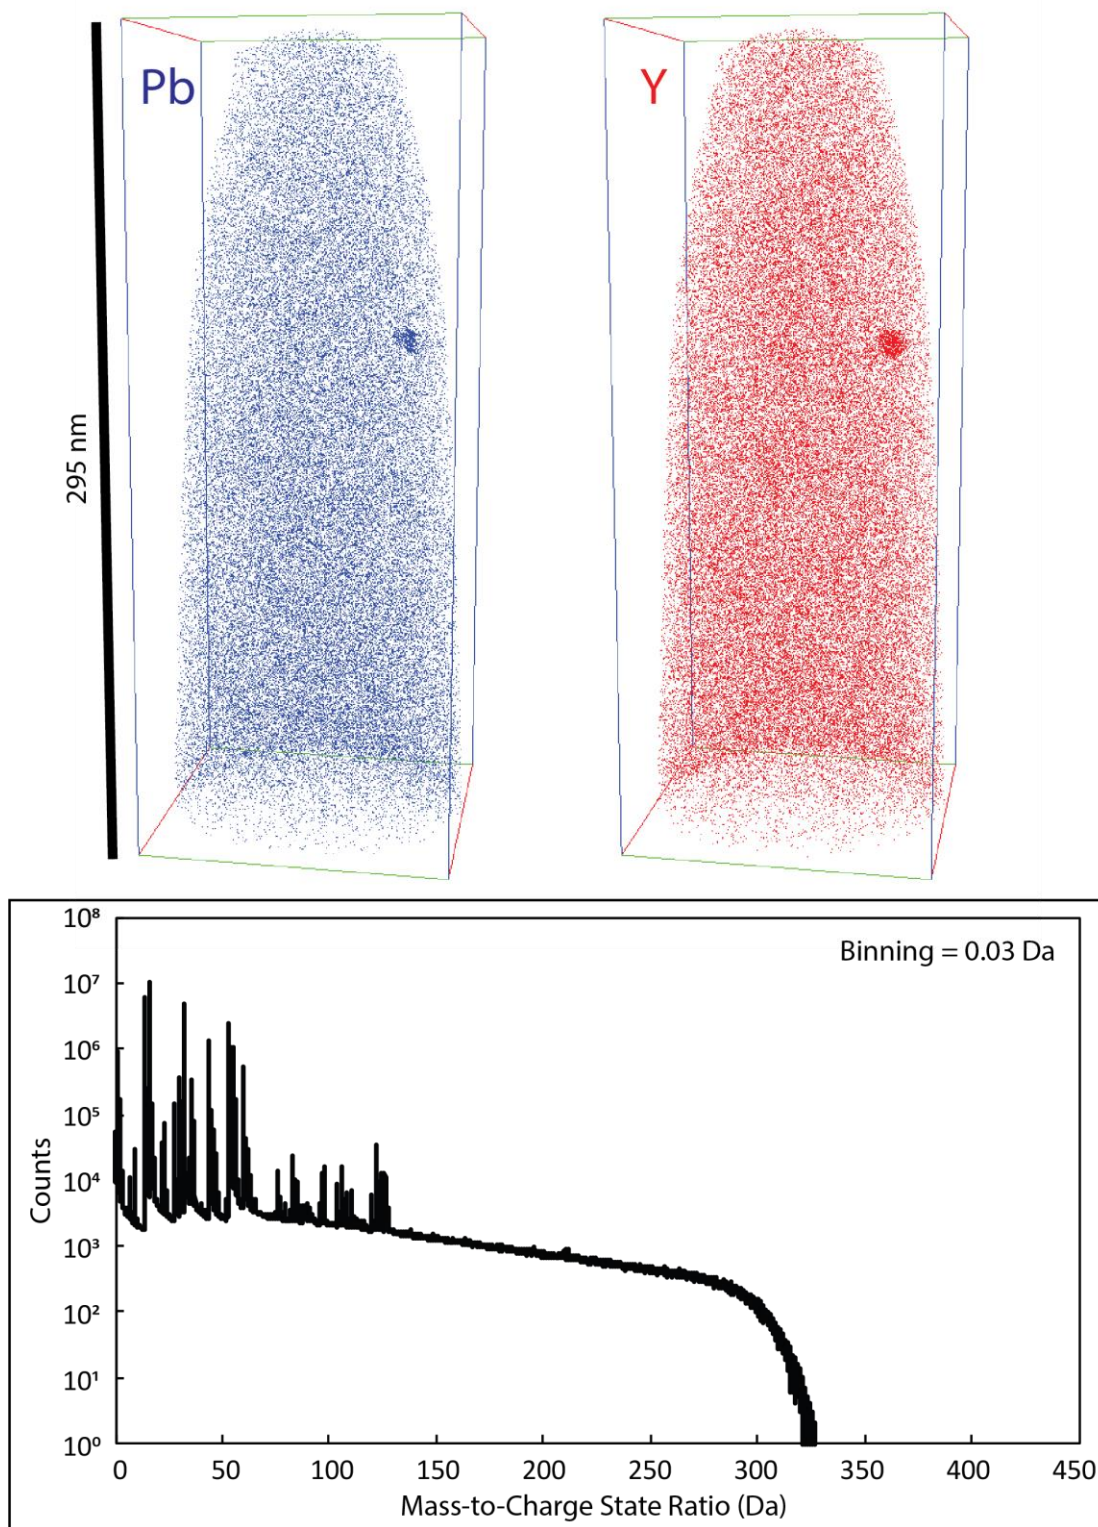 Pb
Y
295 nm
Binning = 0.03 Da
10⁸
10⁷
10⁶
10⁵
10⁴
10³
10²
10¹
10⁰
Counts
0 50 100 150 200 250 300 350 400 450
Mass-to-Charge State Ratio (Da)